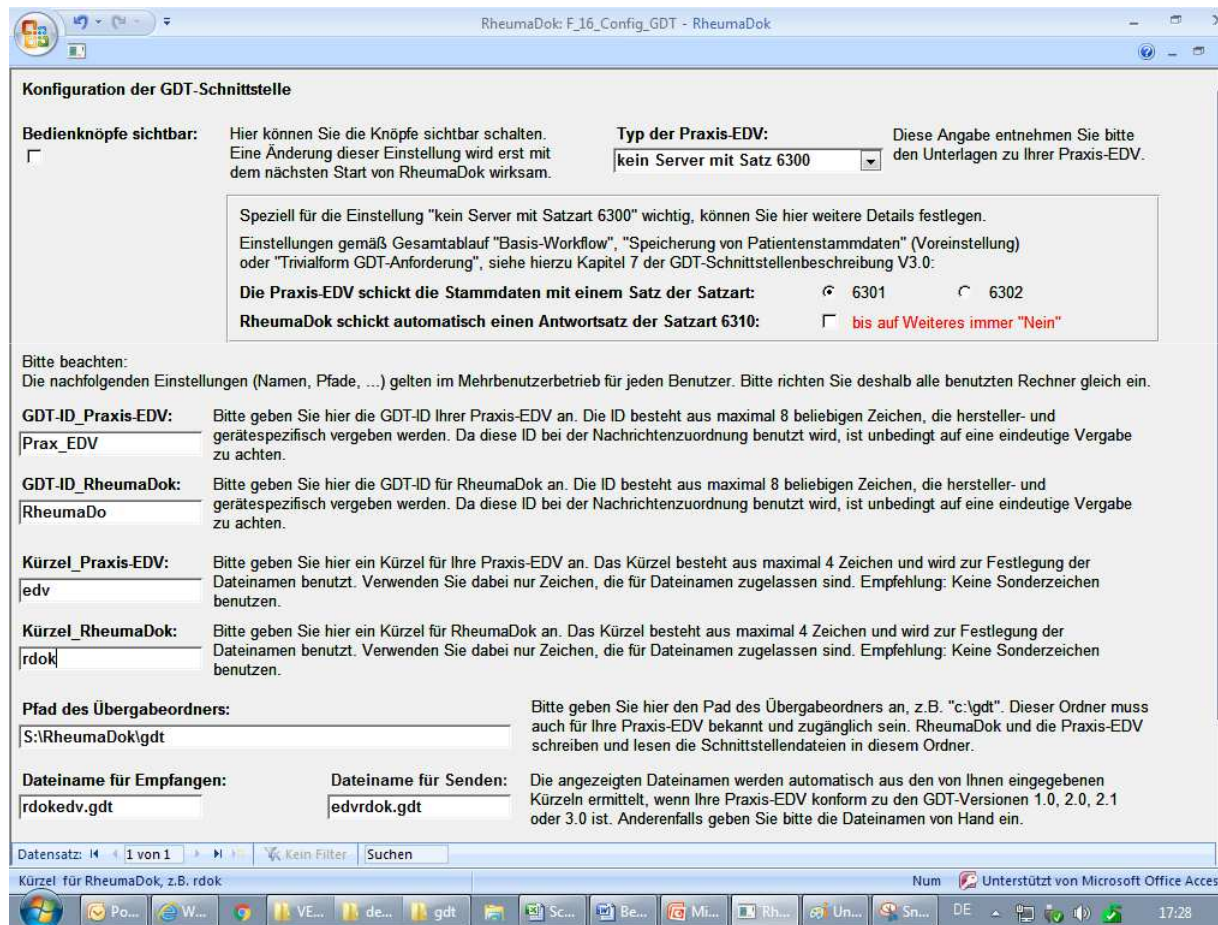 RheumaDok: F_16_Config_GDT - RheumaDok
Konfiguration der GDT-Schnittstelle
Bedienknöpfe sichtbar:
Hier können Sie die Knöpfe sichtbar schalten.
Eine Änderung dieser Einstellung wird erst mit
dem nächsten Start von RheumaDok wirksam.
Typ der Praxis-EDV:
kein Server mit Satz 6300
Diese Angabe entnehmen Sie bitte
den Unterlagen zu Ihrer Praxis-EDV.
Speziell für die Einstellung "kein Server mit Satzart 6300" wichtig, können Sie hier weitere Details festlegen.
Einstellungen gemäß Gesamtablauf "Basis-Workflow", "Speicherung von Patientenstammdaten" (Voreinstellung)
oder "Trivialform GDT-Anforderung", siehe hierzu Kapitel 7 der GDT-Schnittstellenbeschreibung V3.0:
Die Praxis-EDV schickt die Stammdaten mit einem Satz der Satzart: 6301 6302
RheumaDok schickt automatisch einen Antwortsatz der Satzart 6310: bis auf Weiteres immer "Nein"
Bitte beachten:
Die nachfolgenden Einstellungen (Namen, Pfade, ...) gelten im Mehrbenutzerbetrieb für jeden Benutzer. Bitte richten Sie deshalb alle benutzten Rechner gleich ein.
GDT-ID_Praxis-EDV:
Prax_EDV
Bitte geben Sie hier die GDT-ID Ihrer Praxis-EDV an. Die ID besteht aus maximal 8 beliebigen Zeichen, die hersteller- und
gerätespezifisch vergeben werden. Da diese ID bei der Nachrichtenzuordnung benutzt wird, ist unbedingt auf eine eindeutige Vergabe
zu achten.
GDT-ID_RheumaDok:
RheumaDo
Bitte geben Sie hier die GDT-ID für RheumaDok an. Die ID besteht aus maximal 8 beliebigen Zeichen, die hersteller- und
gerätespezifisch vergeben werden. Da diese ID bei der Nachrichtenzuordnung benutzt wird, ist unbedingt auf eine eindeutige Vergabe
zu achten.
Kürzel_Praxis-EDV:
edv
Bitte geben Sie hier ein Kürzel für Ihre Praxis-EDV an. Das Kürzel besteht aus maximal 4 Zeichen und wird zur Festlegung der
Dateinamen benutzt. Verwenden Sie dabei nur Zeichen, die für Dateinamen zugelassen sind. Empfehlung: Keine Sonderzeichen
benutzen.
Kürzel_RheumaDok:
rdok
Bitte geben Sie hier ein Kürzel für RheumaDok an. Das Kürzel besteht aus maximal 4 Zeichen und wird zur Festlegung der
Dateinamen benutzt. Verwenden Sie dabei nur Zeichen, die für Dateinamen zugelassen sind. Empfehlung: Keine Sonderzeichen
benutzen.
Pfad des Übergabeordners:
S:\RheumaDok\gdt
Bitte geben Sie hier den Pad des Übergabeordners an, z.B. "c:\gdt". Dieser Ordner muss
auch für Ihre Praxis-EDV bekannt und zugänglich sein. RheumaDok und die Praxis-EDV
schreiben und lesen die Schnittstellendateien in diesem Ordner.
Dateiname für Empfangen:
rdokedv.gdt
Dateiname für Senden:
edvrdok.gdt
Die angezeigten Dateinamen werden automatisch aus den von Ihnen eingegebenen
Kürzeln ermittelt, wenn Ihre Praxis-EDV konform zu den GDT-Versionen 1.0, 2.0, 2.1
oder 3.0 ist. Anderenfalls geben Sie bitte die Dateinamen von Hand ein.
Datensatz: 1 von 1 Kein Filter Suchen
Kürzel für RheumaDok, z.B. rdok Num Unterstützt von Microsoft Office Acces
Po... W... VE... de... gdt Sc... Be... Mi... Rh... Un... Sn... DE 17:28